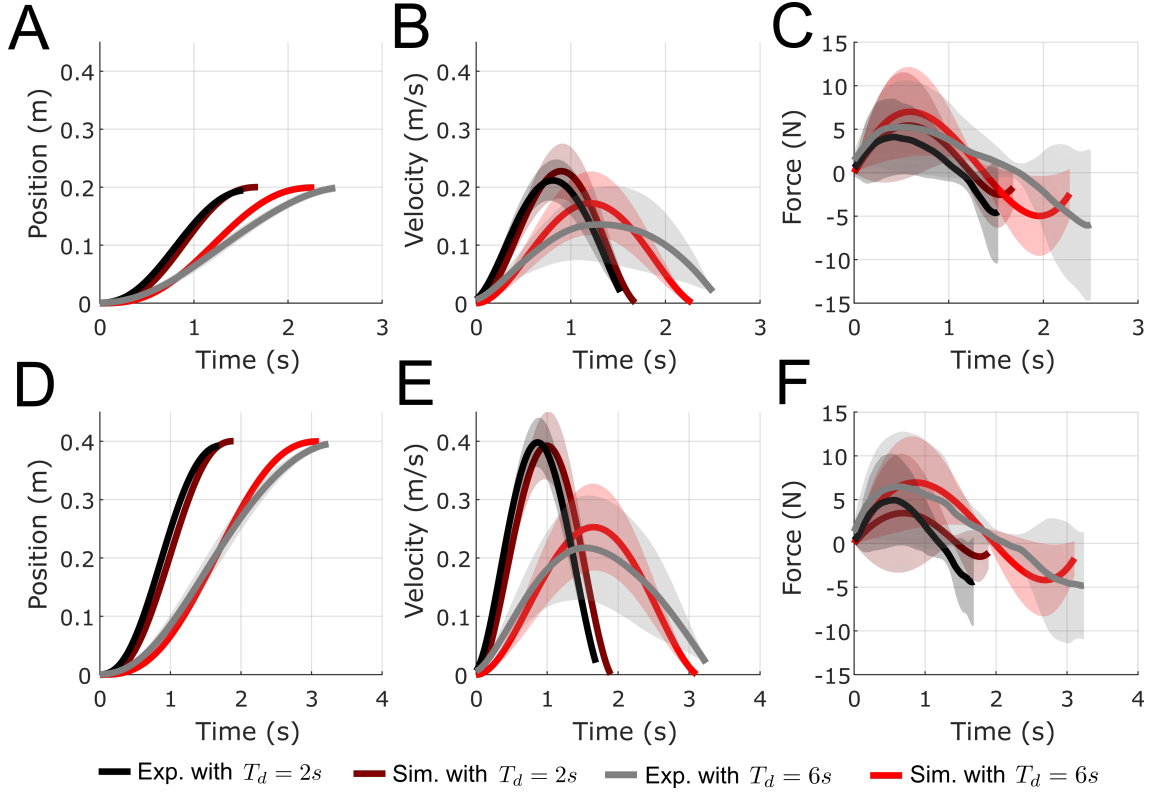 A B C
Position (m)
0.4
0.3
0.2
0.1
0
0 1 2 3
Time (s)
Velocity (m/s)
0.4
0.3
0.2
0.1
0
0 1 2 3
Time (s)
Force (N)
15
10
5
0
-5
-10
-15
0 1 2 3
Time (s)
D E F
Position (m)
0.4
0.3
0.2
0.1
0
0 1 2 3 4
Time (s)
Velocity (m/s)
0.4
0.3
0.2
0.1
0
0 1 2 3 4
Time (s)
Force (N)
15
10
5
0
-5
-10
-15
0 1 2 3 4
Time (s)
Exp. with T_d = 2s Sim. with T_d = 2s Exp. with T_d = 6s Sim. with T_d = 6s